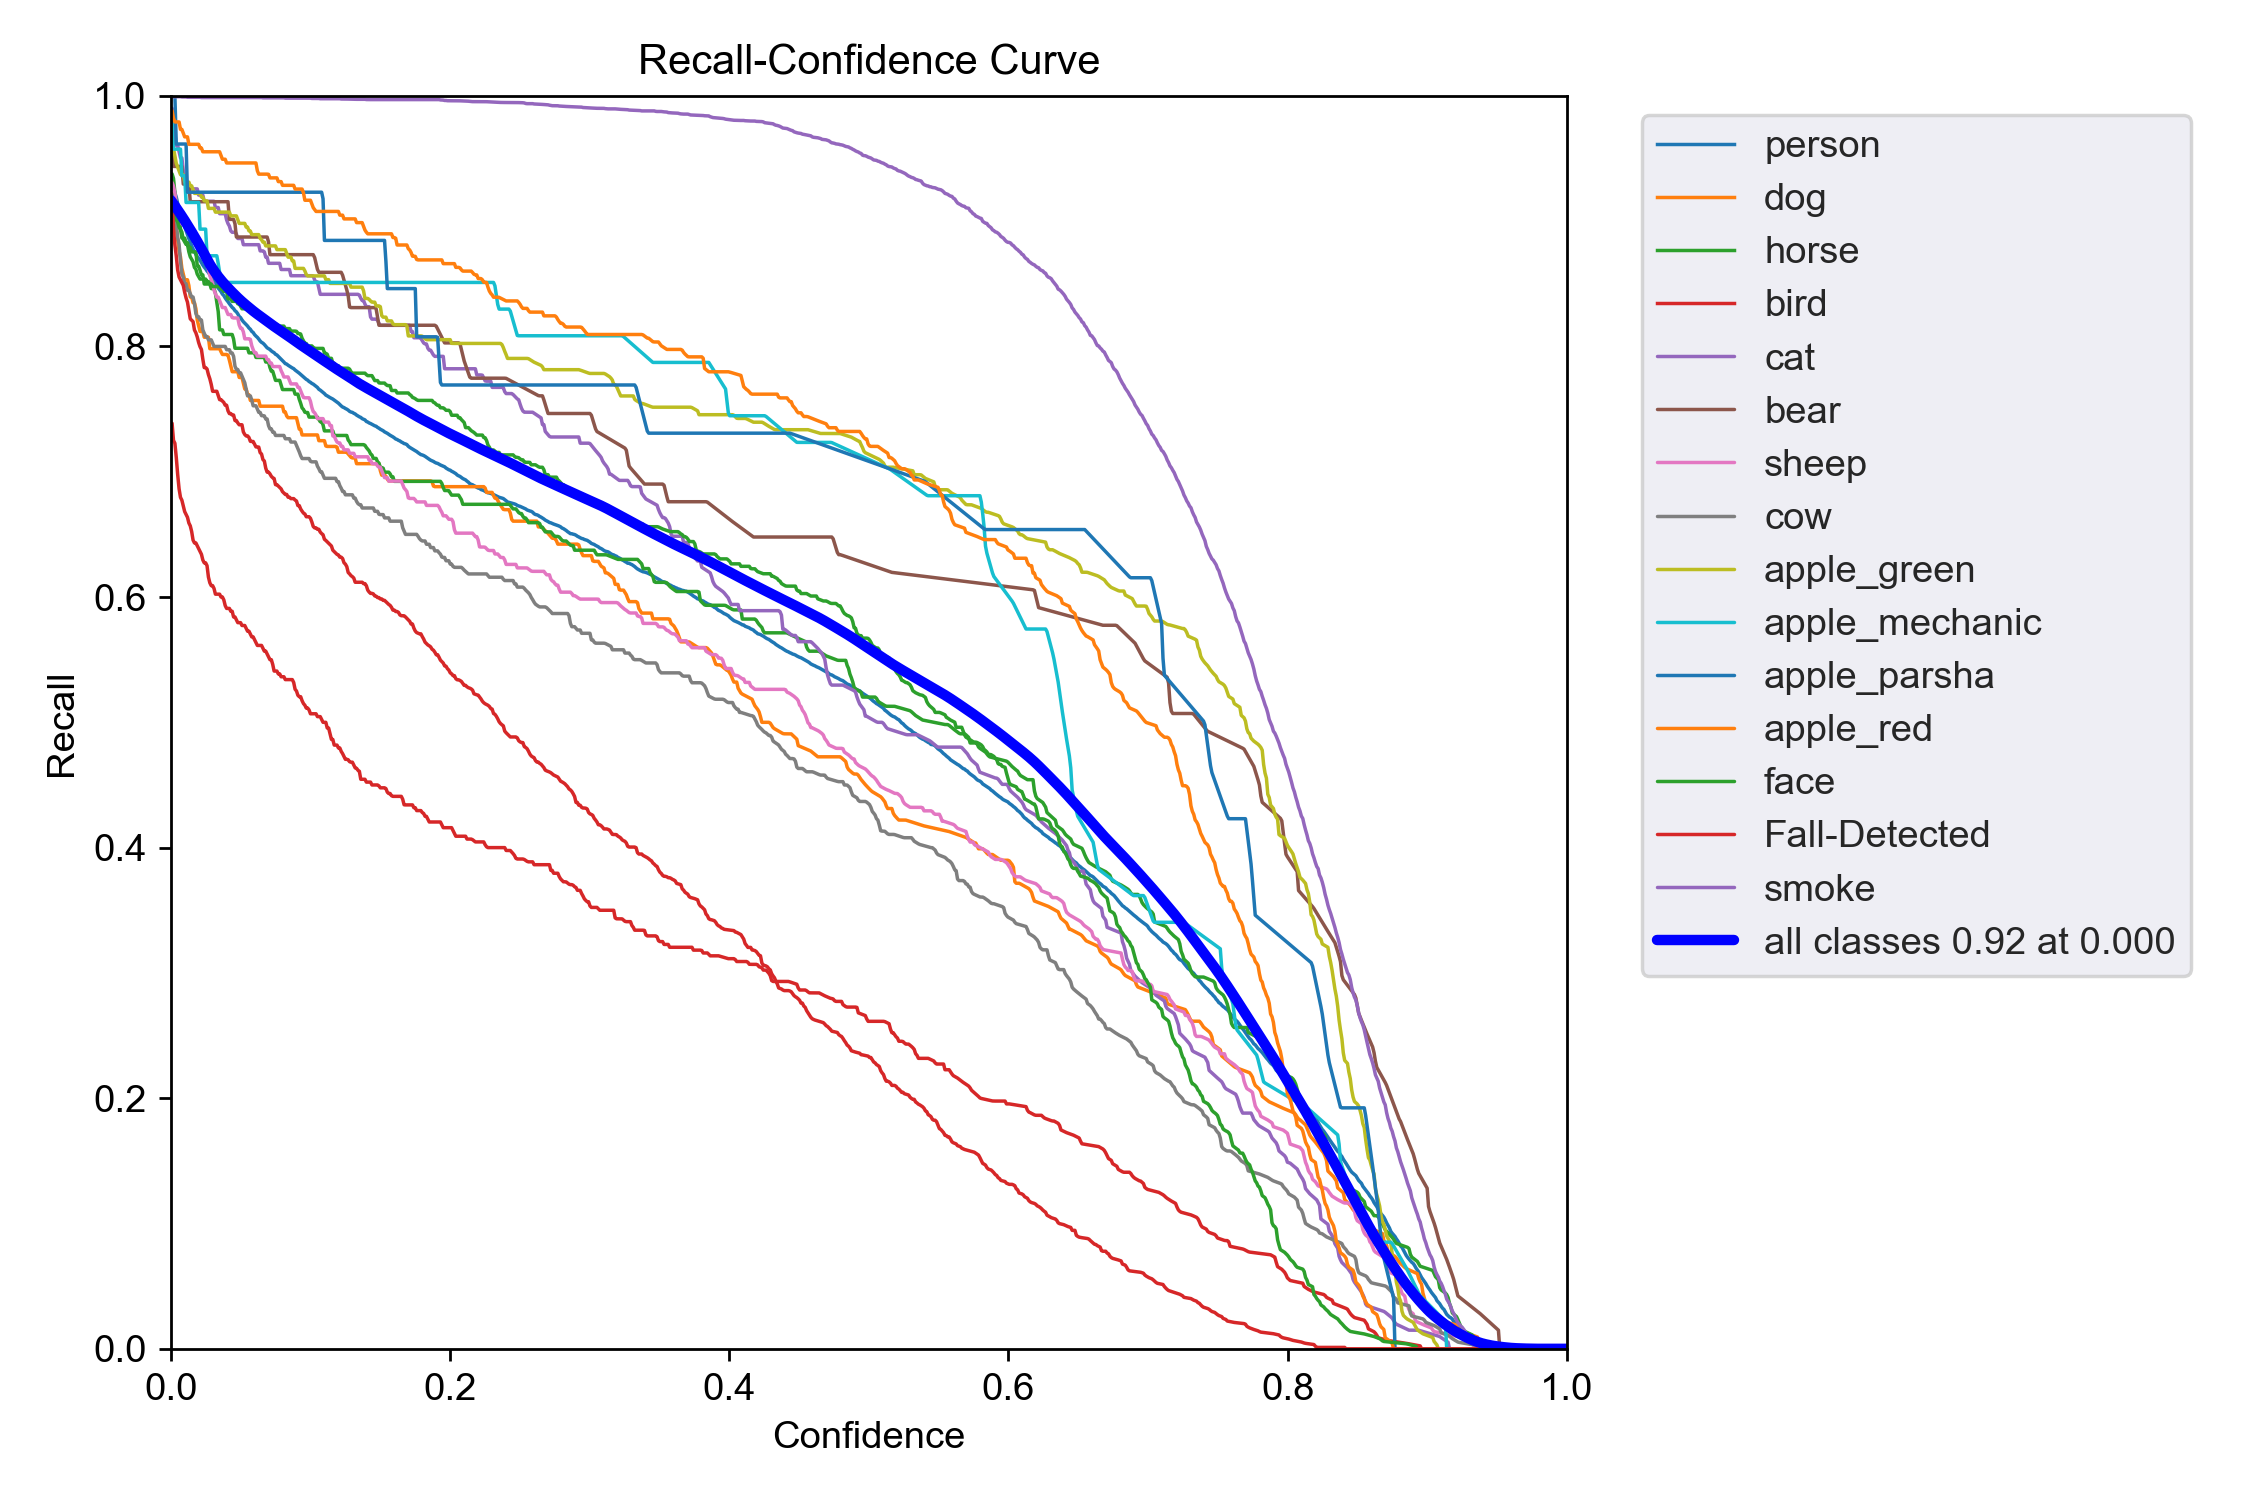 Recall-Confidence Curve
1.0
0.8
0.6
0.4
0.2
0.0
Recall
0.0 0.2 0.4 0.6 0.8 1.0
Confidence
person
dog
horse
bird
cat
bear
sheep
cow
apple_green
apple_mechanic
apple_parsha
apple_red
face
Fall-Detected
smoke
all classes 0.92 at 0.000